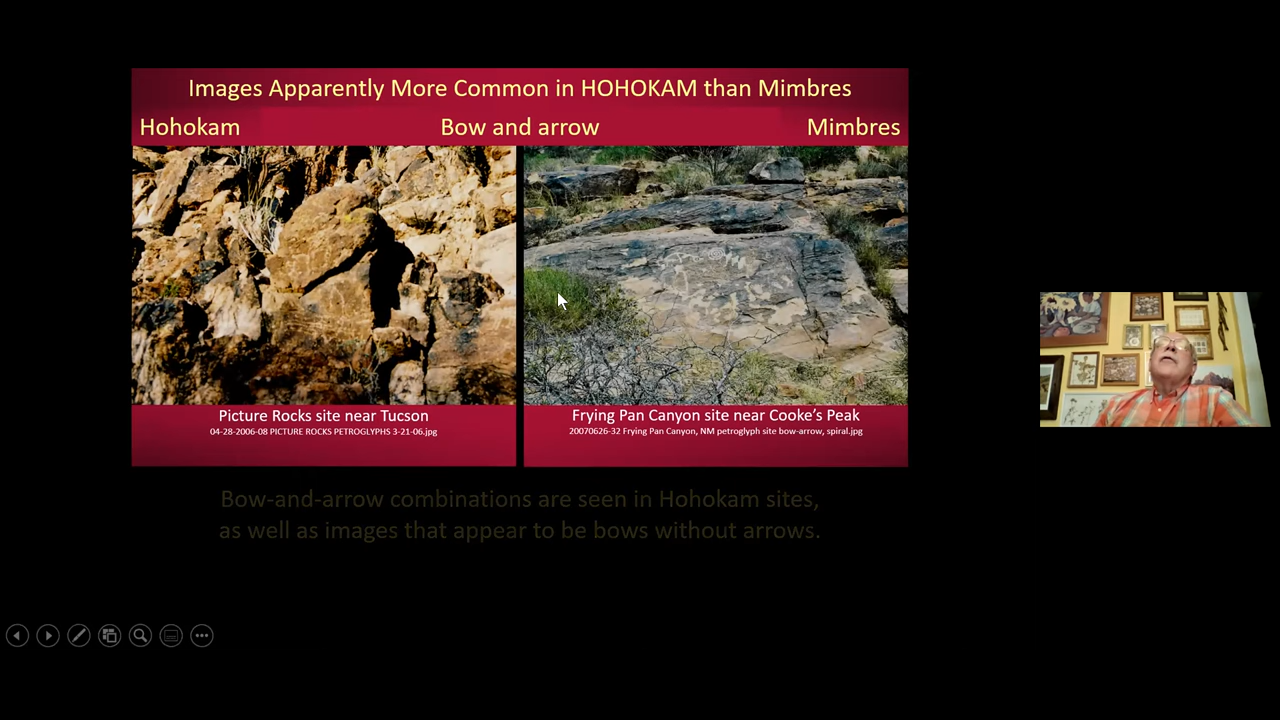 Images Apparently More Common in HOHOKAM than Mimbres
Hohokam Bow and arrow Mimbres
Picture Rocks site near Tucson
04-28-2006-08 PICTURE ROCKS PETROGLYPHS 3-21-06.jpg
Frying Pan Canyon site near Cooke's Peak
20070626-32 Frying Pan Canyon, NM petroglyph site bow-arrow, spiral.jpg
Bow-and-arrow combinations are seen in Hohokam sites,
as well as images that appear to be bows without arrows.